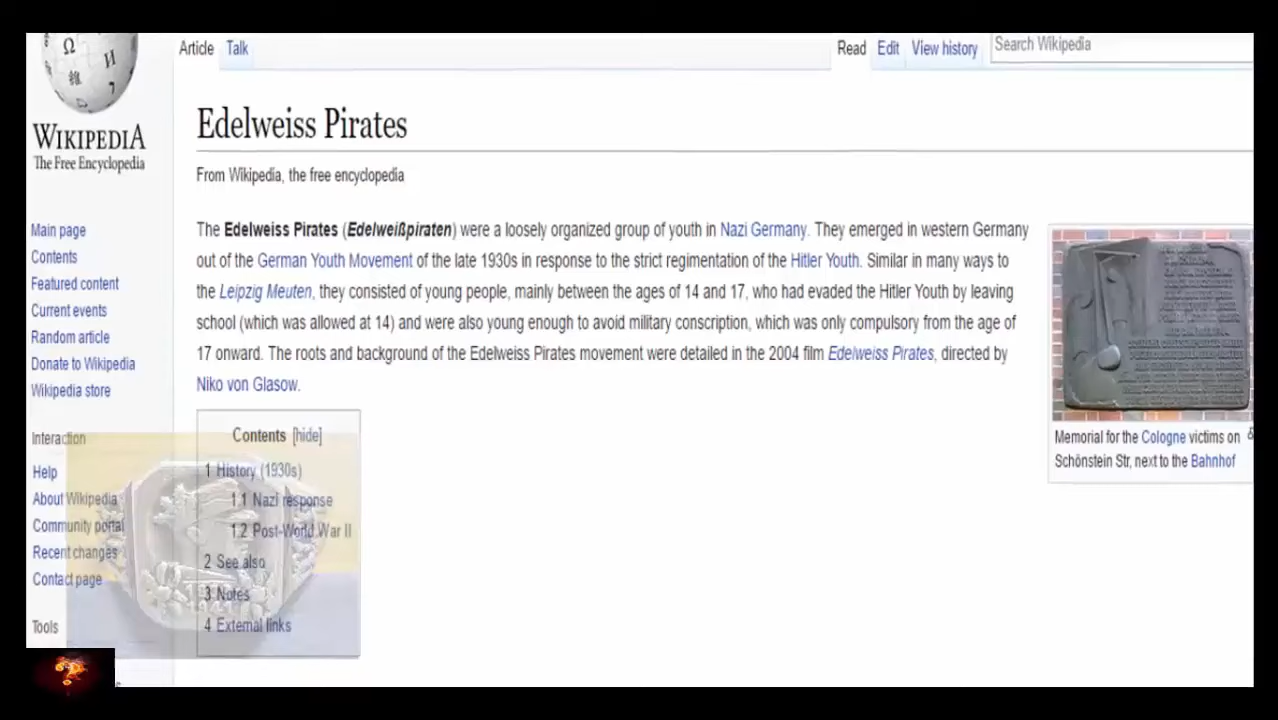 Article Talk Read Edit View history Search Wikipedia
WIKIPEDIA
The Free Encyclopedia
Edelweiss Pirates
From Wikipedia, the free encyclopedia
The Edelweiss Pirates (Edelweißpiraten) were a loosely organized group of youth in Nazi Germany. They emerged in western Germany
out of the German Youth Movement of the late 1930s in response to the strict regimentation of the Hitler Youth. Similar in many ways to
the Leipzig Meuten, they consisted of young people, mainly between the ages of 14 and 17, who had evaded the Hitler Youth by leaving
school (which was allowed at 14) and were also young enough to avoid military conscription, which was only compulsory from the age of
17 onward. The roots and background of the Edelweiss Pirates movement were detailed in the 2004 film Edelweiss Pirates, directed by
Niko von Glasow.
Main page
Contents
Featured content
Current events
Random article
Donate to Wikipedia
Wikipedia store
Interaction
Help
About Wikipedia
Community portal
Recent changes
Contact page
Tools
Contents [hide]
1 History (1930s)
1.1 Nazi response
1.2 Post-World War II
2 See also
3 Notes
4 External links
Memorial for the Cologne victims on
Schönstein Str, next to the Bahnhof